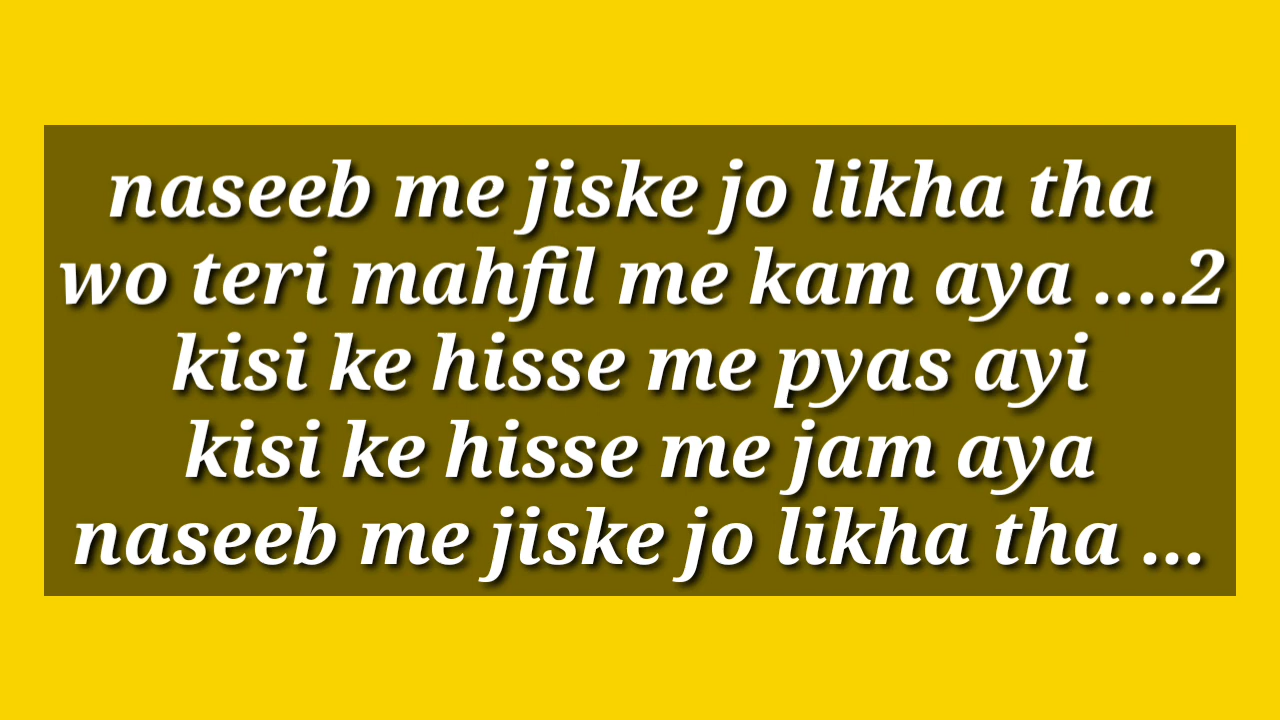 naseeb me jiske jo likha tha
wo teri mahfil me kam aya ....2
kisi ke hisse me pyas ayi
kisi ke hisse me jam aya
naseeb me jiske jo likha tha ...